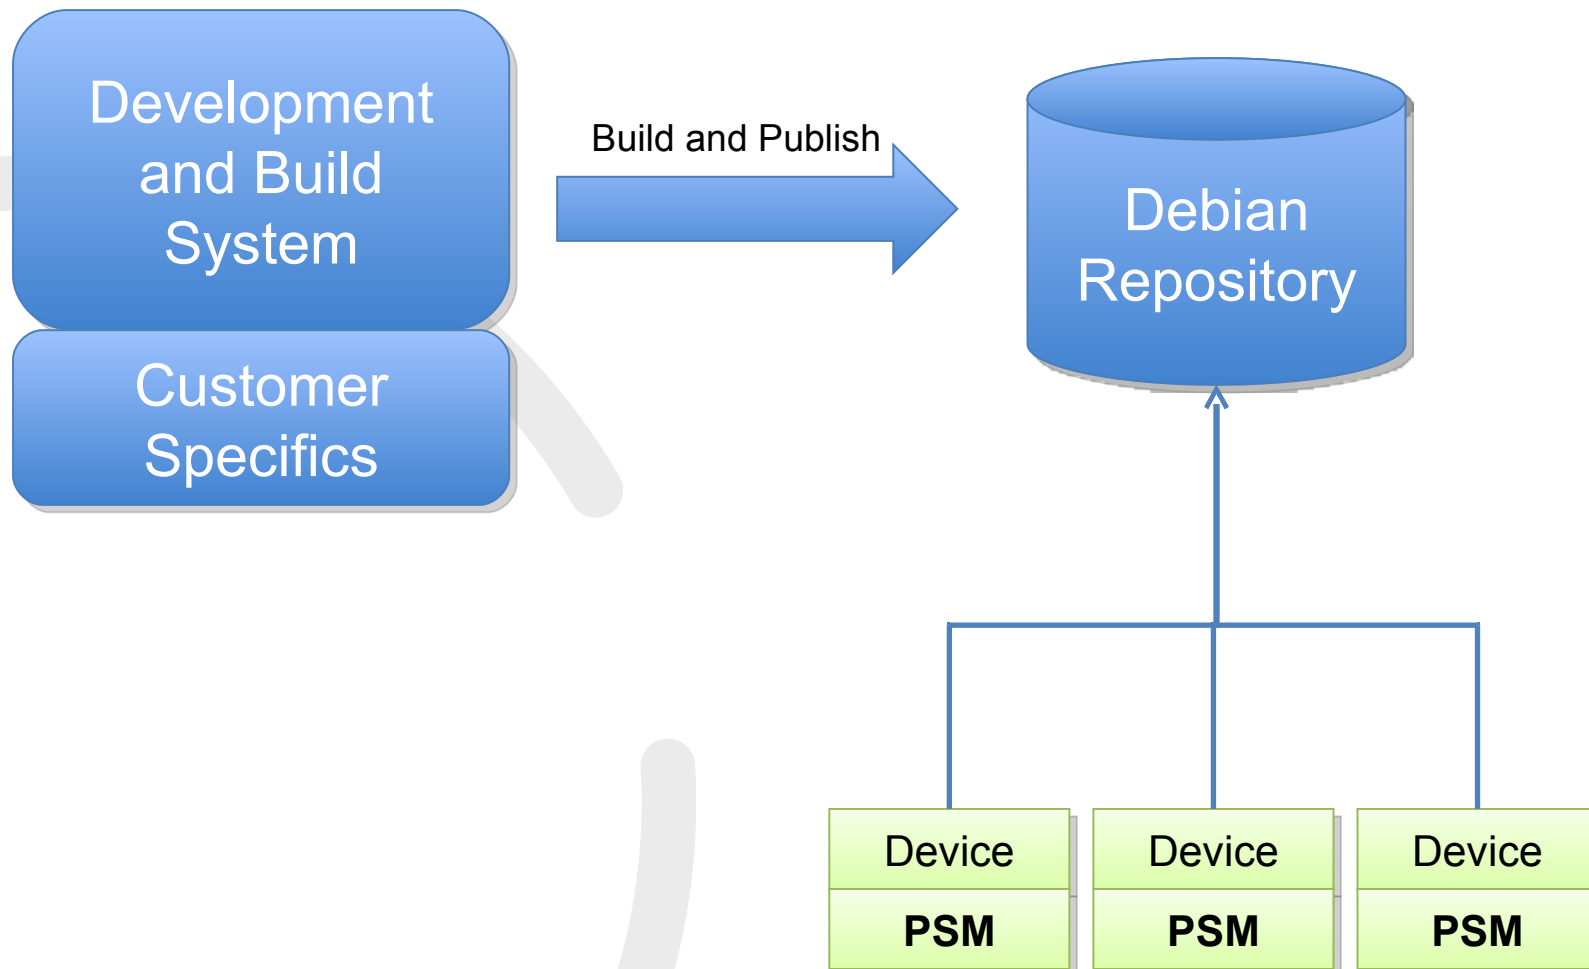 Development
and Build
System
Customer
Specifics
Build and Publish
Debian
Repository
Device
PSM
Device
PSM
Device
PSM